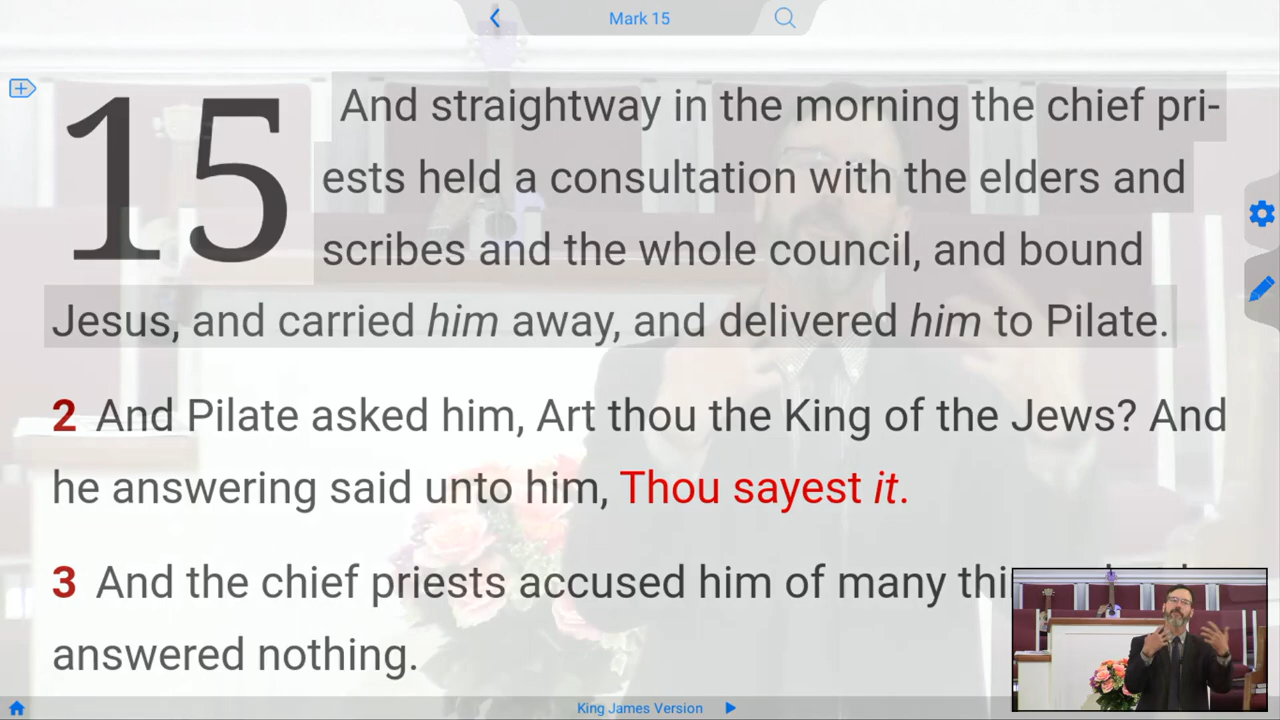 Mark 15
15 And straightway in the morning the chief pri-
ests held a consultation with the elders and
scribes and the whole council, and bound
Jesus, and carried him away, and delivered him to Pilate.
2 And Pilate asked him, Art thou the King of the Jews? And
he answering said unto him, Thou sayest it.
3 And the chief priests accused him of many
answered nothing.
King James Version